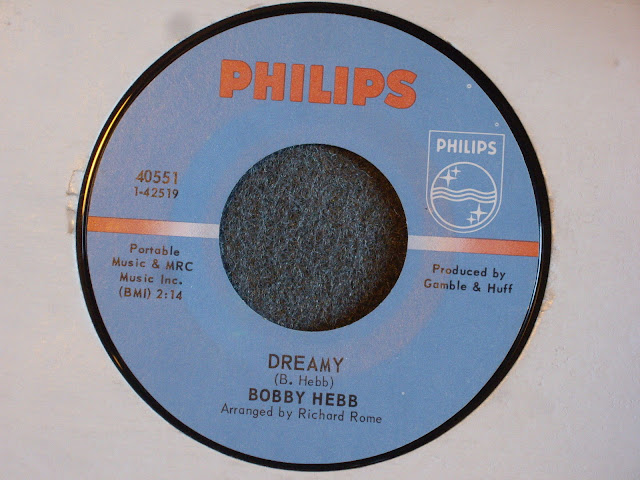 PHILIPS
PHILIPS
40551
1-42519
Portable
Music & MRC
Music Inc.
(BMI) 2:14
Produced by
Gamble & Huff
DREAMY
(B. Hebb)
BOBBY HEBB
Arranged by Richard Rome